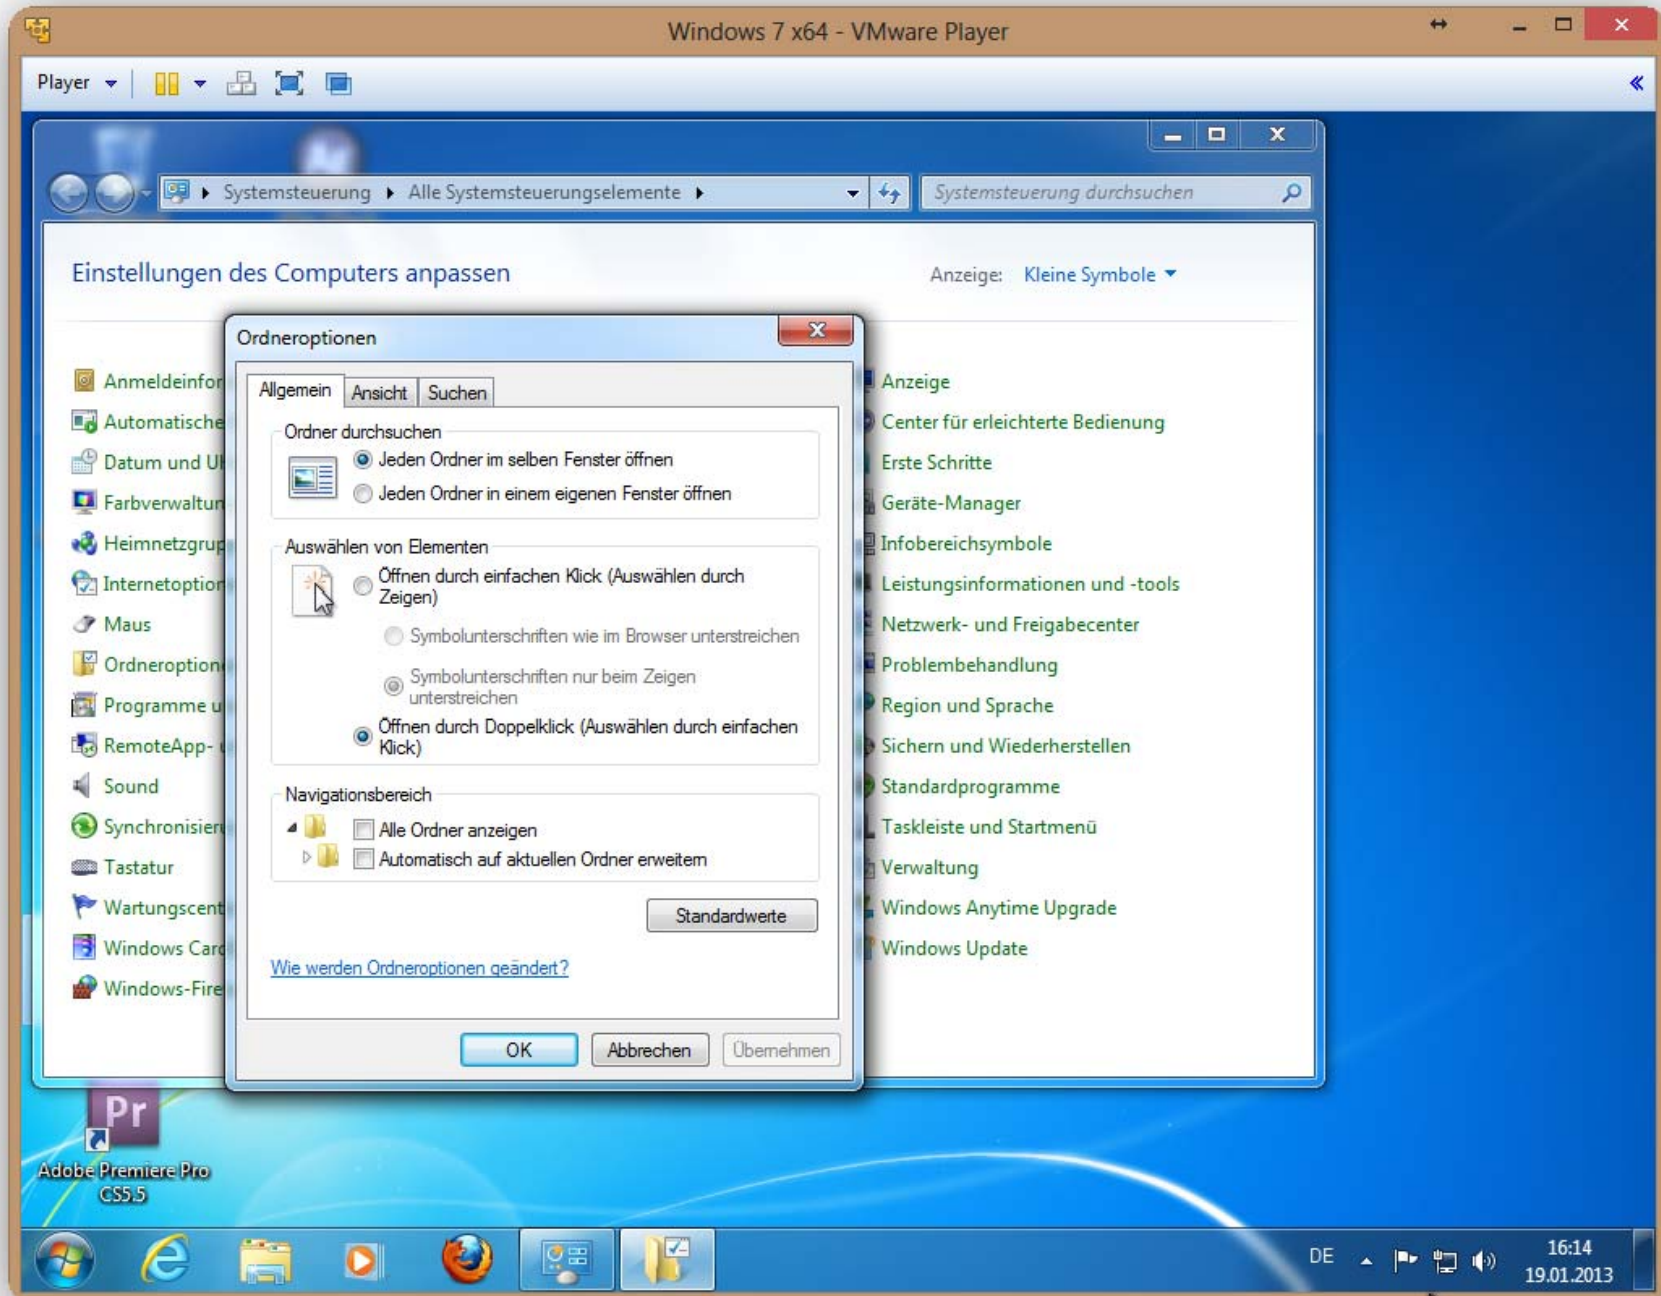 Windows 7 x64 - VMware Player
Player
Systemsteuerung
Alle Systemsteuerungselemente
Systemsteuerung durchsuchen
Einstellungen des Computers anpassen
Anzeige:
Kleine Symbole
Anmeldeinfor
Automatische
Datum und U
Farbverwaltun
Heimnetzgrup
Internetoption
Maus
Ordneroption
Programme u
RemoteApp- u
Sound
Synchronisier
Tastatur
Wartungscent
Windows Card
Windows-Fire
Ordneroptionen
Allgemein
Ansicht
Suchen
Ordner durchsuchen
Jeden Ordner im selben Fenster öffnen
Jeden Ordner in einem eigenen Fenster öffnen
Auswählen von Elementen
Öffnen durch einfachen Klick (Auswählen durch
Zeigen)
Symbolunterschriften wie im Browser unterstreichen
Symbolunterschriften nur beim Zeigen
unterstreichen
Öffnen durch Doppelklick (Auswählen durch einfachen
Klick)
Navigationsbereich
Alle Ordner anzeigen
Automatisch auf aktuellen Ordner erweitern
Standardwerte
Wie werden Ordneroptionen geändert?
OK
Abbrechen
Übernehmen
Anzeige
Center für erleichterte Bedienung
Erste Schritte
Geräte-Manager
Infobereichsymbole
Leistungsinformationen und -tools
Netzwerk- und Freigabecenter
Problembehandlung
Region und Sprache
Sichern und Wiederherstellen
Standardprogramme
Taskleiste und Startmenü
Verwaltung
Windows Anytime Upgrade
Windows Update
Pr
Adobe Premiere Pro
CS5.5
DE
16:14
19.01.2013